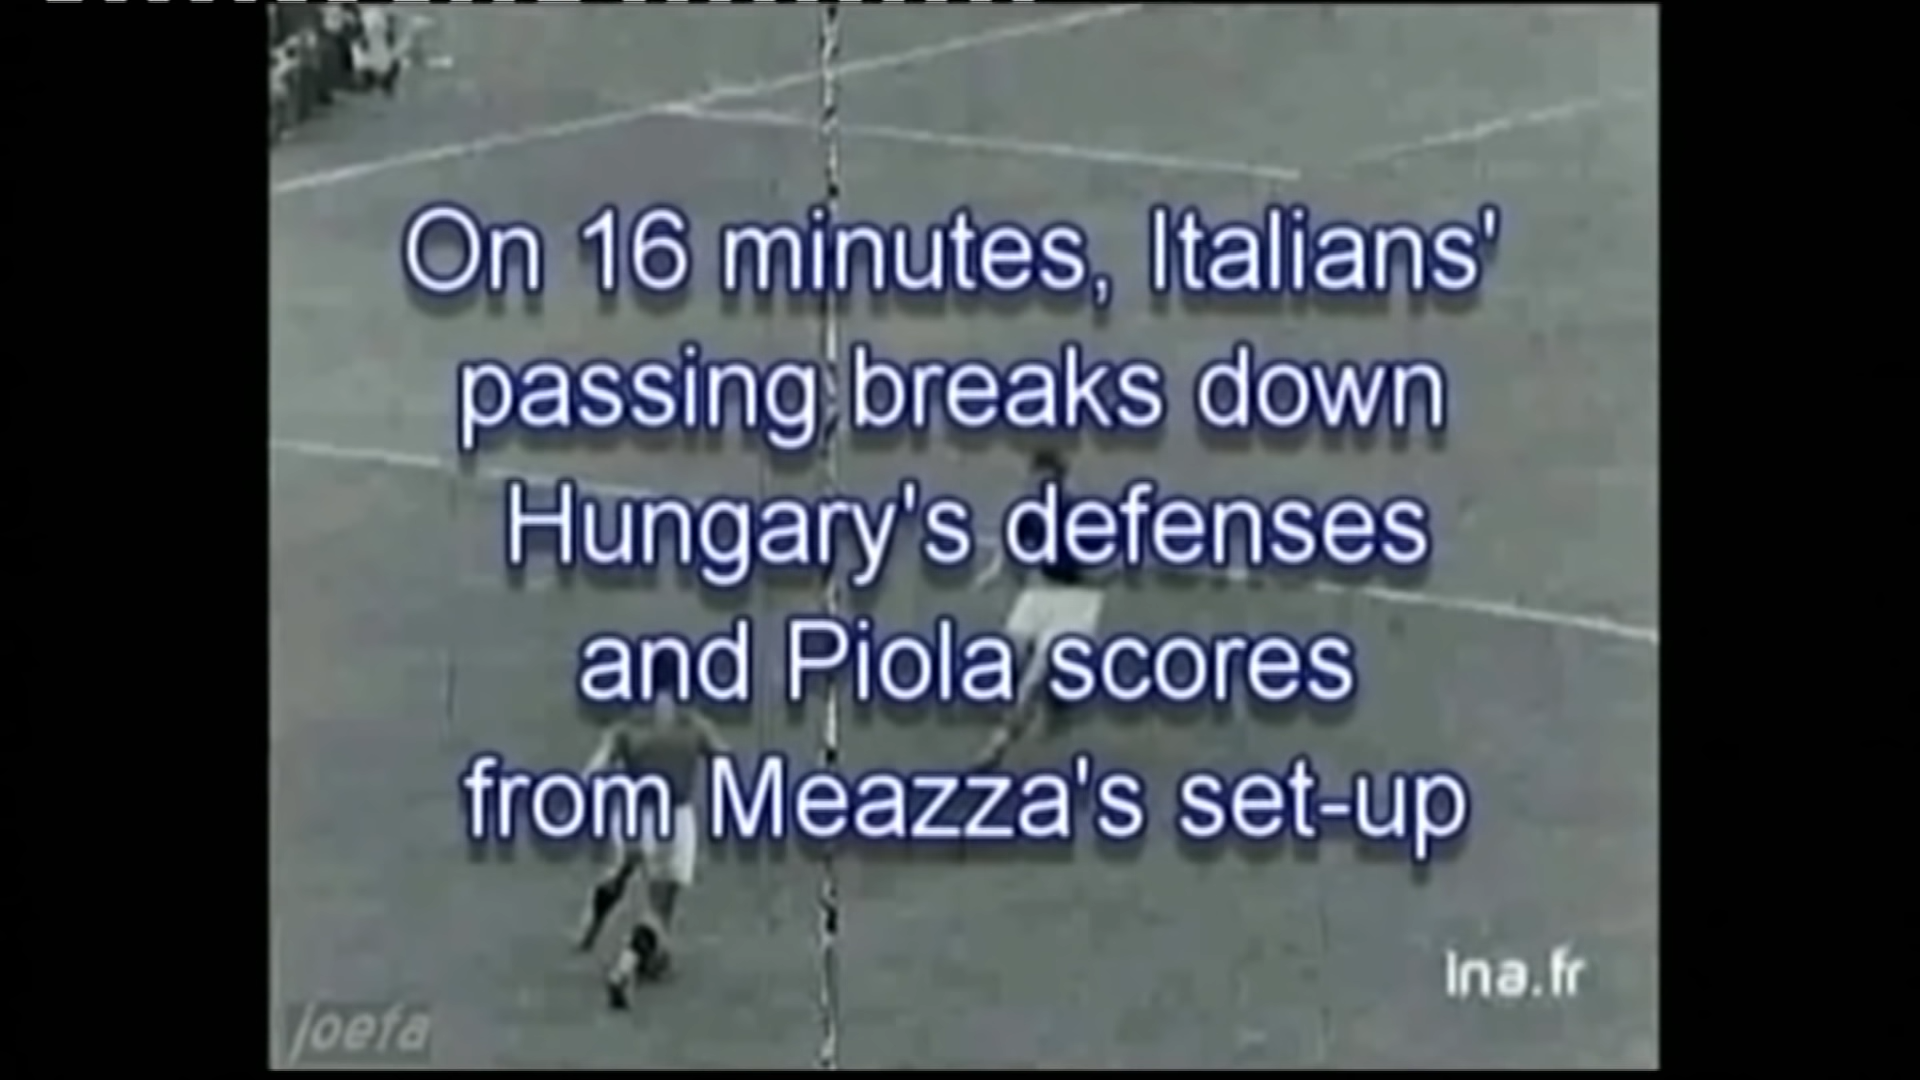 On 16 minutes, Italians'
passing breaks down
Hungary's defenses
and Piola scores
from Meazza's set-up
Ina.fr
joefa